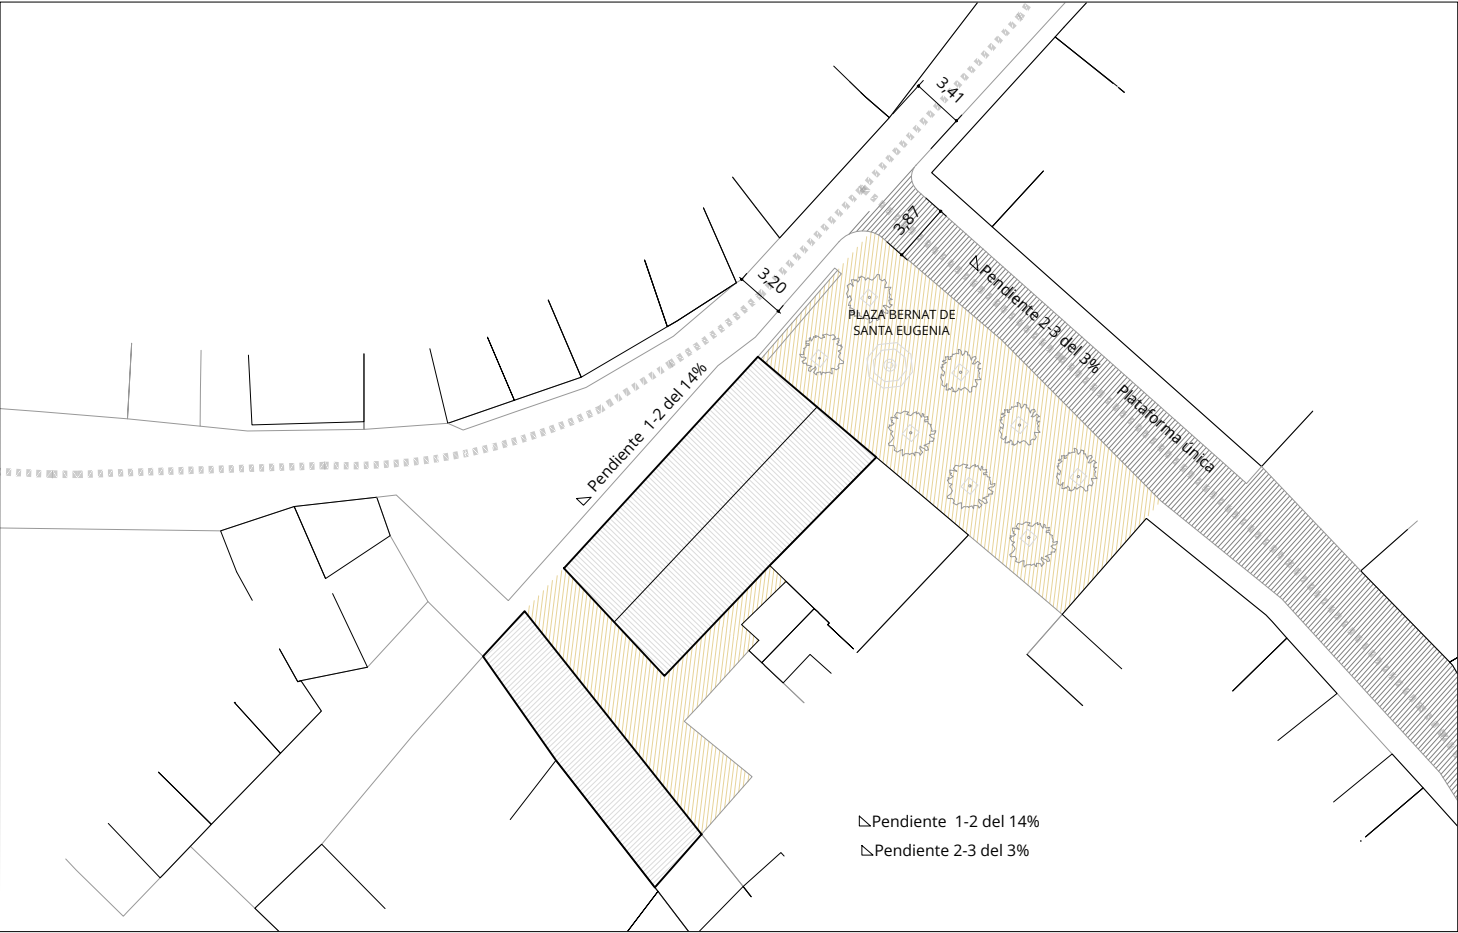 3,41
3,87
3,20
Pendiente 2-3 del 3%
PLAZA BERNAT DE
SANTA EUGENIA
Pendiente 1-2 del 14%
Plataforma única
Pendiente 1-2 del 14%
Pendiente 2-3 del 3%